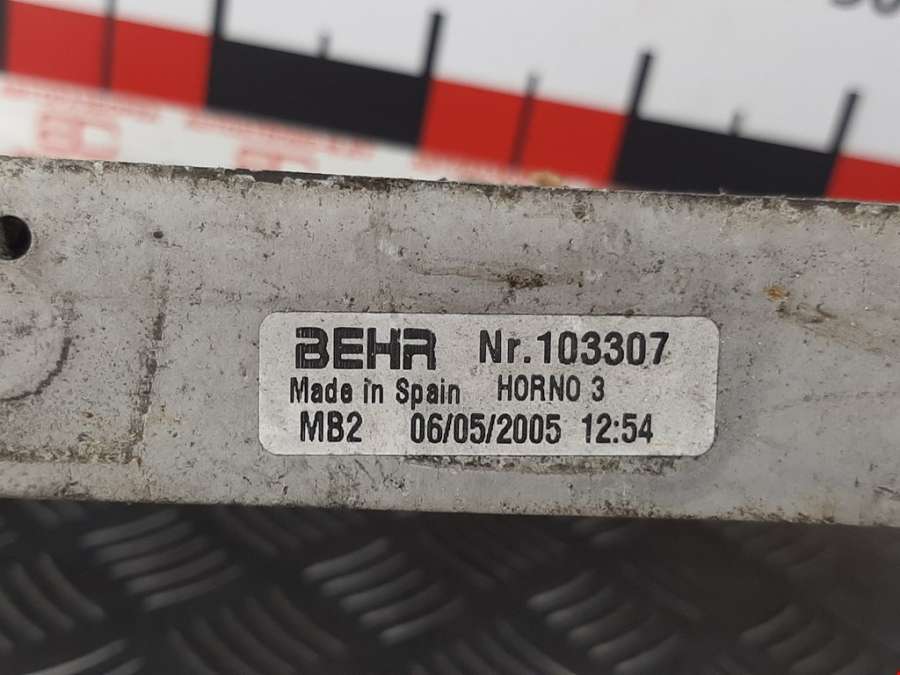 BEHR Nr.103307
Made in Spain HORNO 3
MB2 06/05/2005 12:54